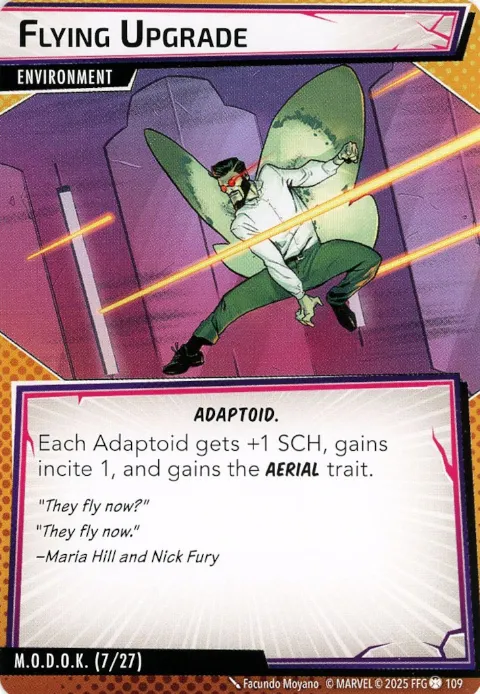 FLYING UPGRADE
ENVIRONMENT
ADAPTOID.
Each Adaptoid gets +1 SCH, gains
incite 1, and gains the AERIAL trait.
"They fly now?"
"They fly now."
–Maria Hill and Nick Fury
M.O.D.O.K. (7/27)
Facundo Moyano © MARVEL © 2025 FFG 109